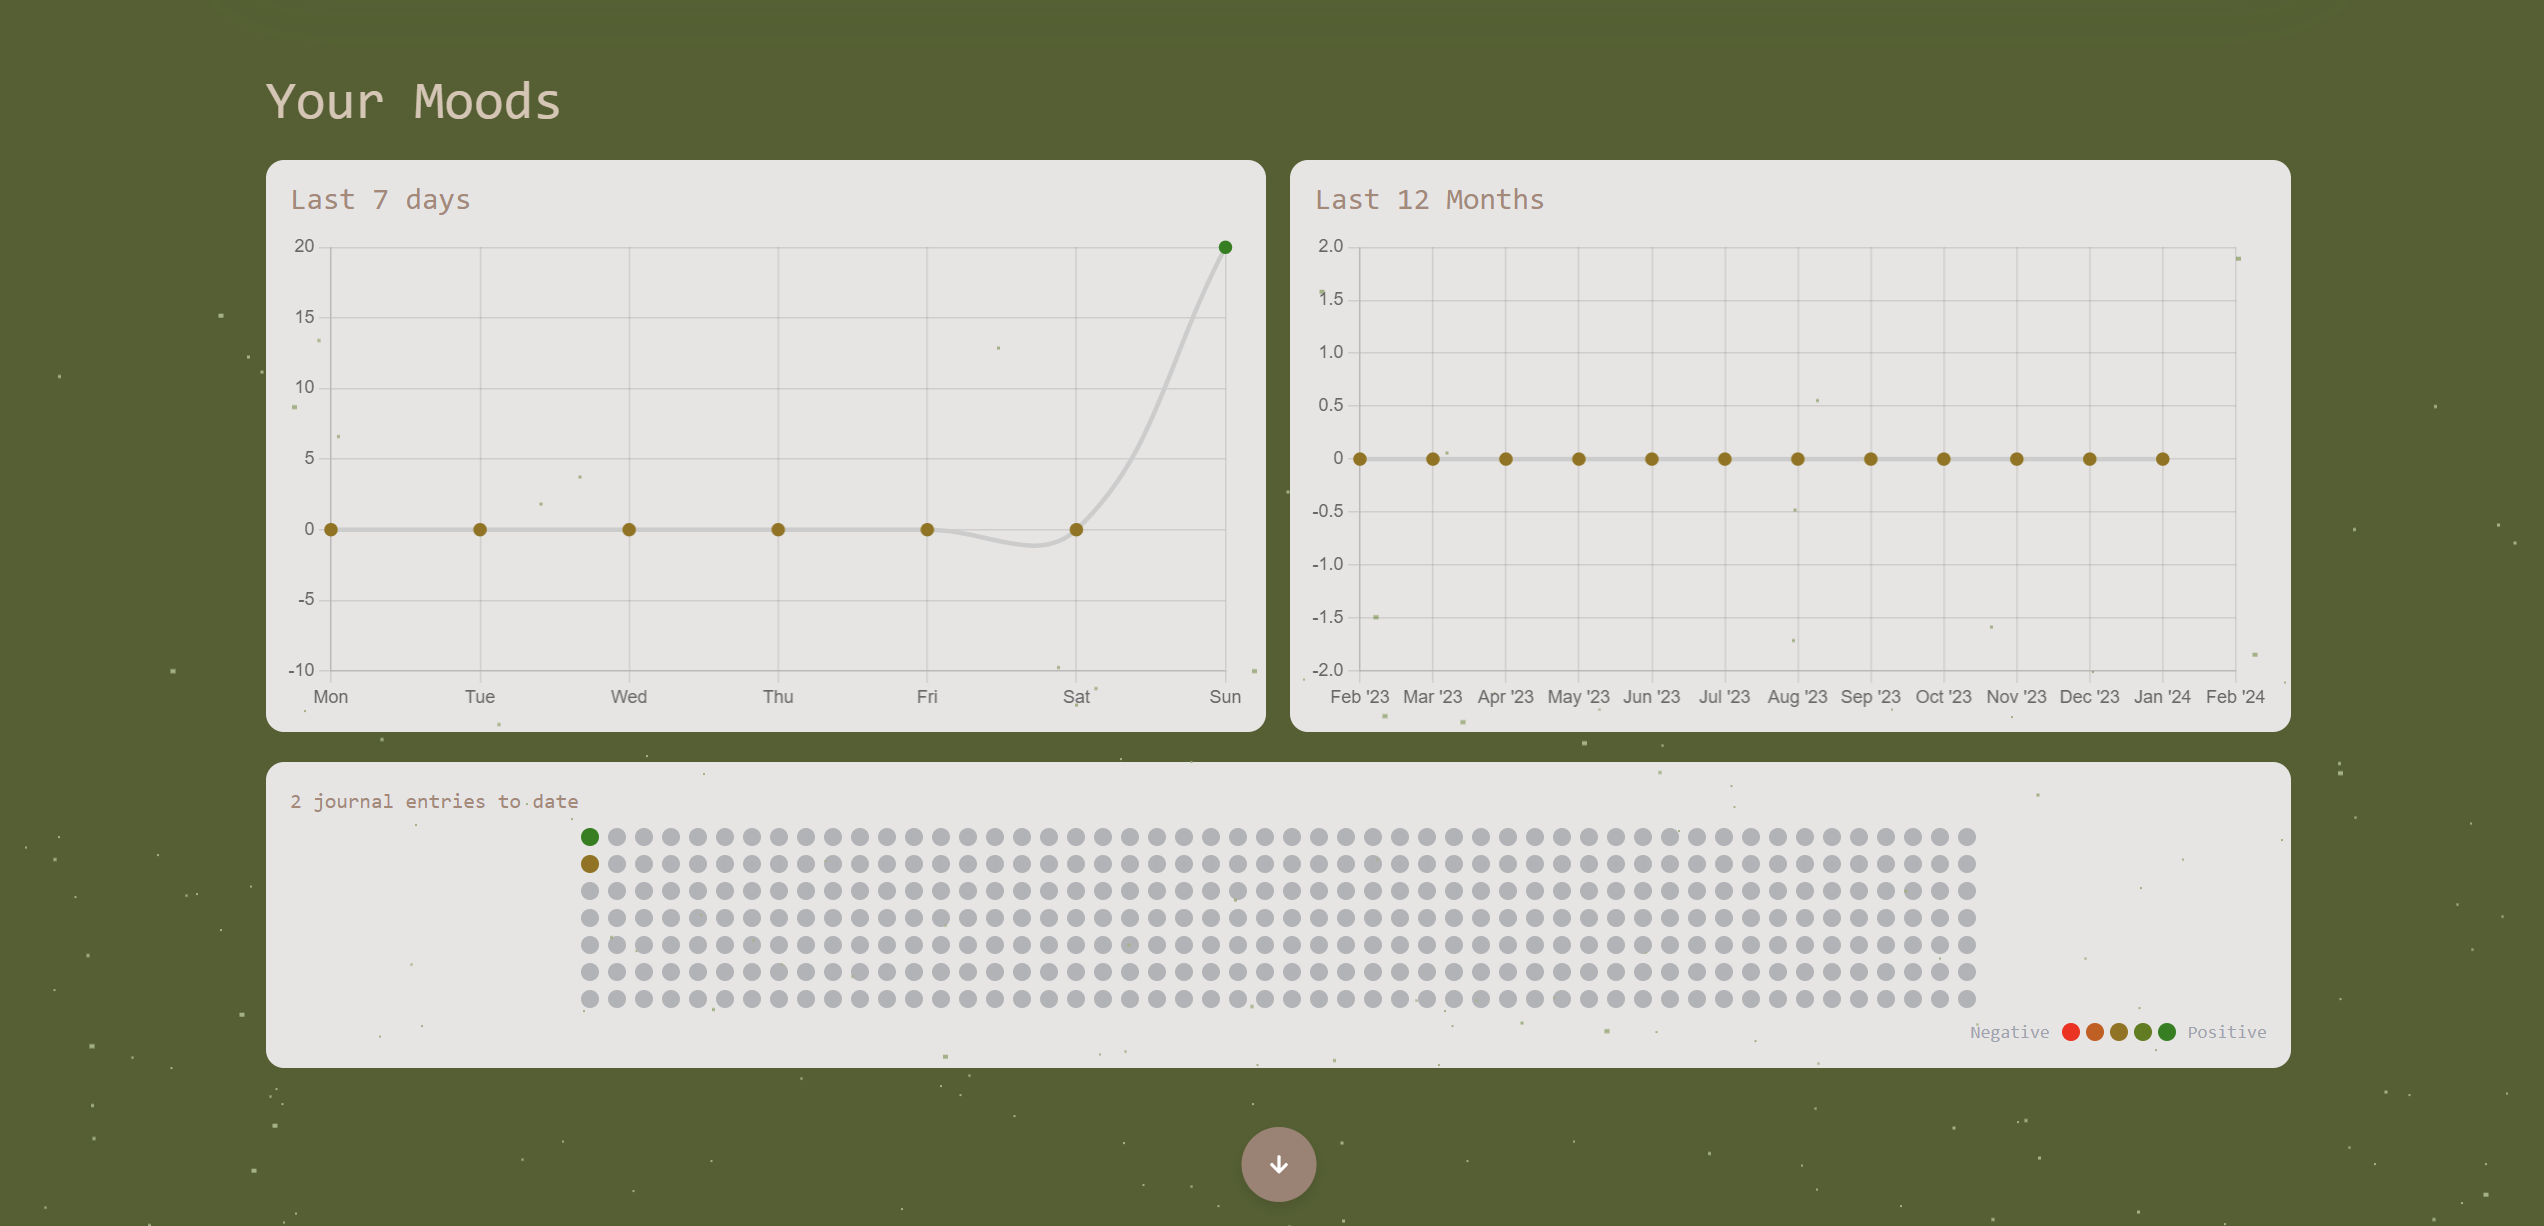 Your Moods
Last 7 days
20
15
10
5
0
-5
-10
Mon Tue Wed Thu Fri Sat Sun
Last 12 Months
2.0
1.5
1.0
0.5
0
-0.5
-1.0
-1.5
-2.0
Feb '23 Mar '23 Apr '23 May '23 Jun '23 Jul '23 Aug '23 Sep '23 Oct '23 Nov '23 Dec '23 Jan '24 Feb '24
2 journal entries to date
Negative Positive